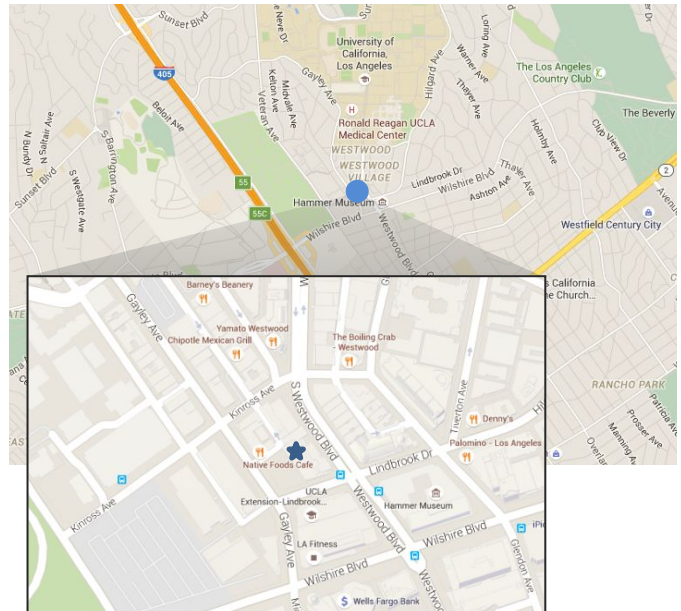 Sunset Blvd
405
Beloit Ave
N Saltair Ave
N Bundy Dr
S Barrington Ave
Sunset Blvd
S Westgate Ave
55
55C
Kelton Ave
Midvale Ave
Veteran Ave
Gayley Ave
University of
California,
Los Angeles
Hilgard Ave
Ronald Reagan UCLA
Medical Center
WESTWOOD
WESTWOOD
VILLAGE
Loring Ave
Warner Ave
Thayer Ave
The Los Angeles
Country Club
The Beverly
Holmby Ave
Club View Dr
2
Lindbrook Dr
Thayer Ave
Wilshire Blvd
Ashton Ave
Hammer Museum
Wilshire Blvd
Westwood Blvd
Westfield Century City
California
Church...
RANCHO PARK
Patricia Ave
Prosser Ave
Manning Ave
Barney's Beanery
Gayley Ave
Yamato Westwood
Chipotle Mexican Grill
The Boiling Crab
- Westwood
Kinross Ave
S Westwood Blvd
Tiverton Ave
Denny's
Palomino - Los Angeles
Native Foods Cafe
Lindbrook Dr
Kinross Ave
UCLA
Extension-Lindbrook...
Hammer Museum
Gayley Ave
LA Fitness
Westwood Blvd
Wilshire Blvd
Glendon Ave
Wilshire Blvd
Wells Fargo Bank